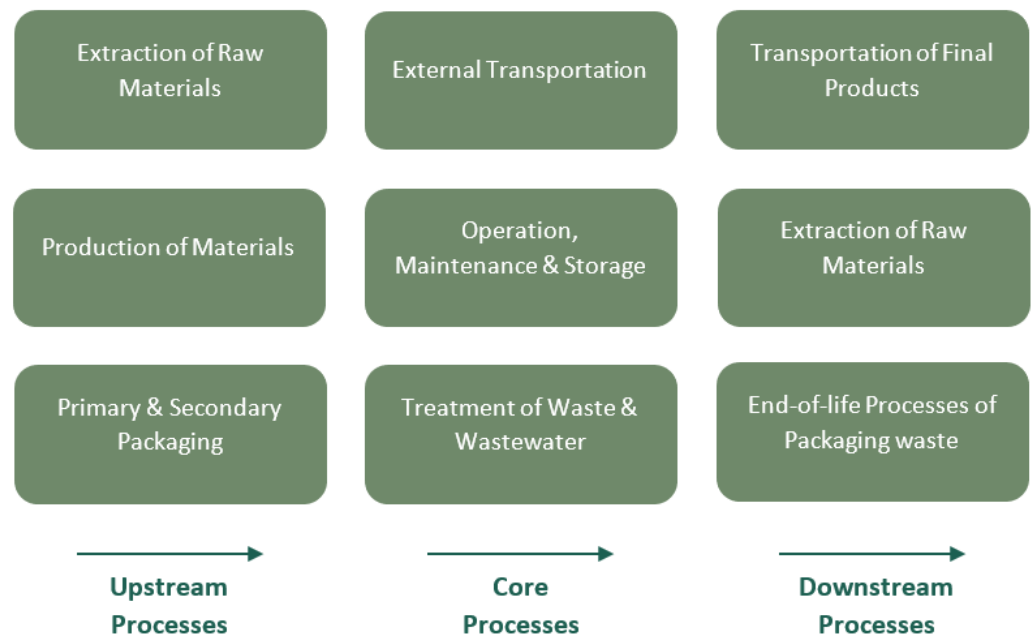 Extraction of Raw
Materials
External Transportation
Transportation of Final
Products
Production of Materials
Operation,
Maintenance & Storage
Extraction of Raw
Materials
Primary & Secondary
Packaging
Treatment of Waste &
Wastewater
End-of-life Processes of
Packaging waste
Upstream
Processes
Core
Processes
Downstream
Processes